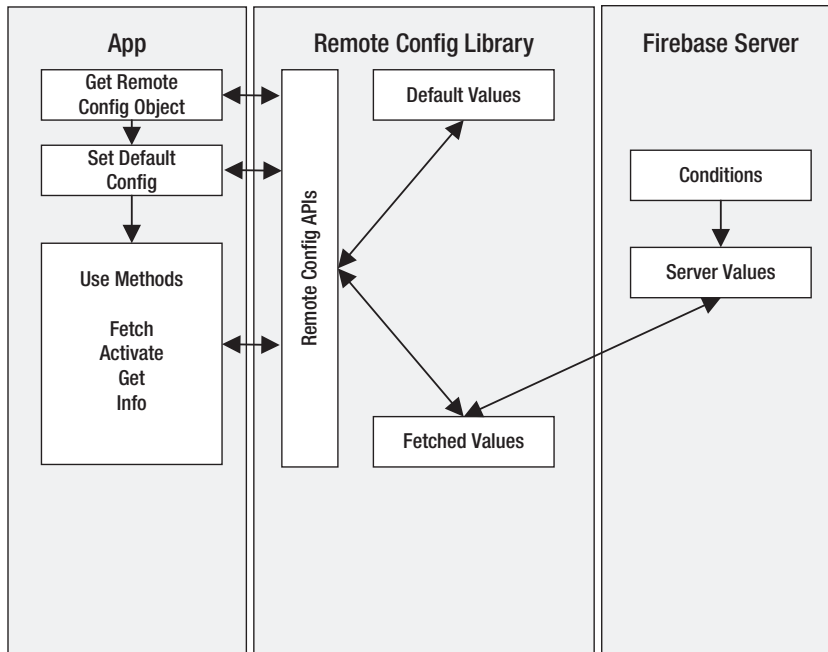 App
Get Remote
Config Object
Set Default
Config
Use Methods
Fetch
Activate
Get
Info
Remote Config Library
Remote Config APIs
Default Values
Fetched Values
Firebase Server
Conditions
Server Values